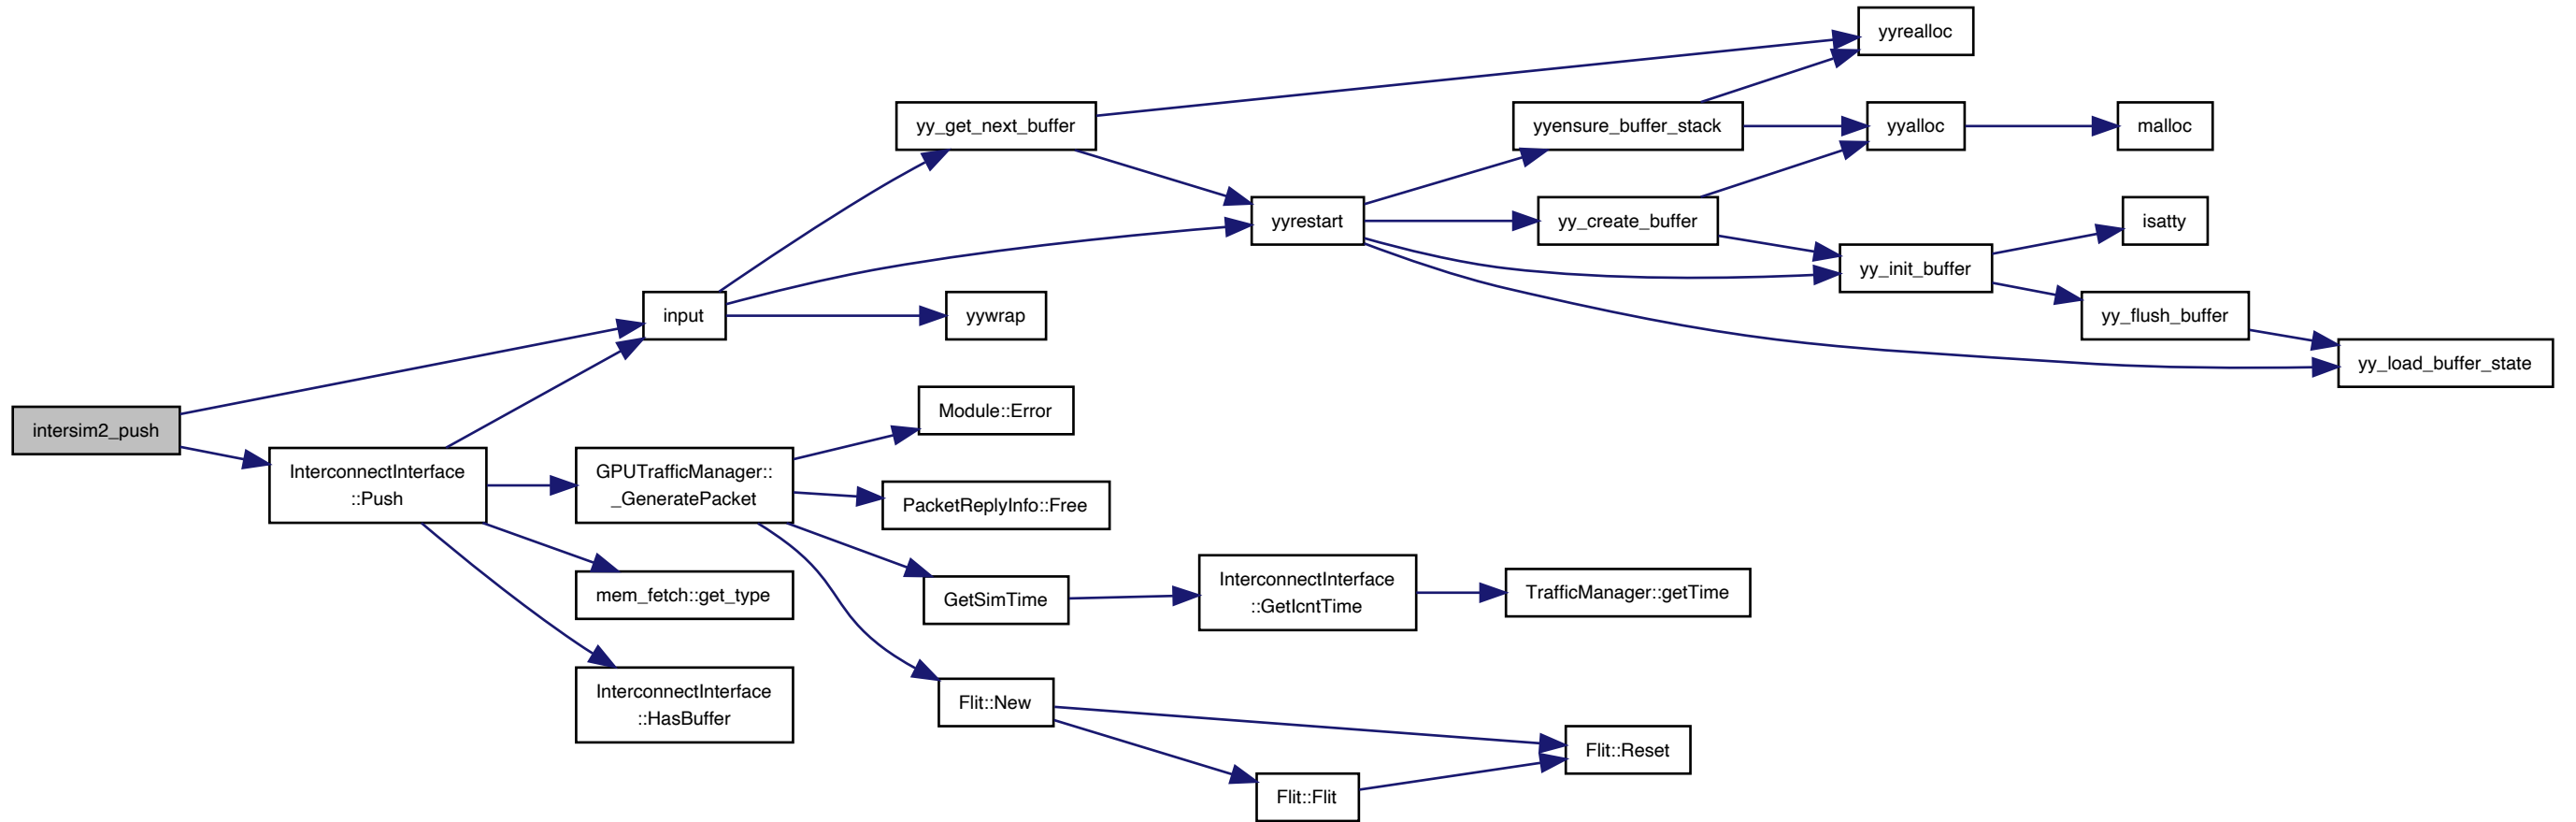 yyrealloc
yy_get_next_buffer
yyensure_buffer_stack
yyalloc
malloc
yyrestart
yy_create_buffer
isatty
yy_init_buffer
input
yywrap
yy_flush_buffer
yy_load_buffer_state
Module::Error
intersim2_push
InterconnectInterface
::Push
GPUTrafficManager::
_GeneratePacket
PacketReplyInfo::Free
mem_fetch::get_type
GetSimTime
InterconnectInterface
::GetIcntTime
TrafficManager::getTime
InterconnectInterface
::HasBuffer
Flit::New
Flit::Reset
Flit::Flit